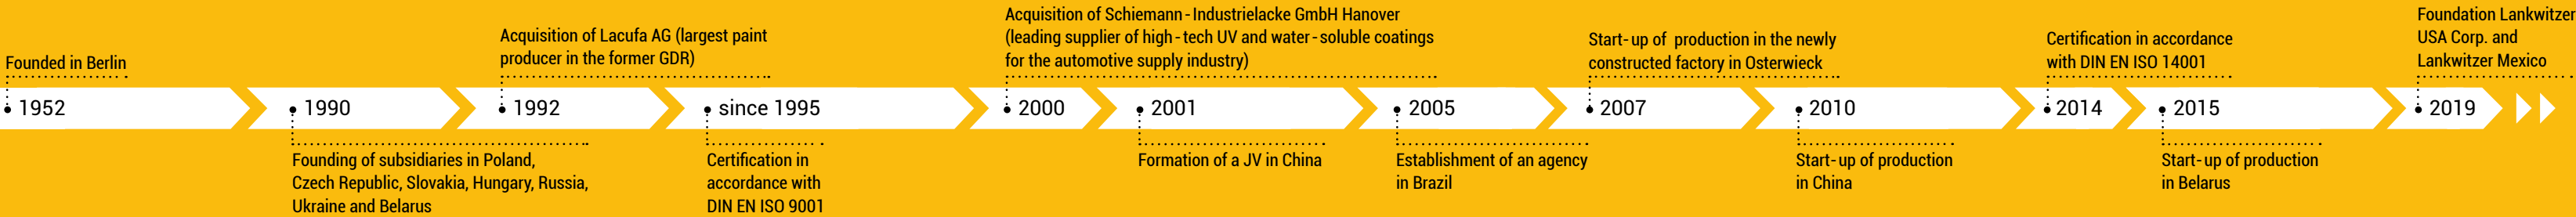 Founded in Berlin
1952
1990
Founding of subsidiaries in Poland,
Czech Republic, Slovakia, Hungary, Russia,
Ukraine and Belarus
Acquisition of Lacufa AG (largest paint
producer in the former GDR)
1992
since 1995
Certification in
accordance with
DIN EN ISO 9001
Acquisition of Schiemann-Industrielacke GmbH Hanover
(leading supplier of high-tech UV and water-soluble coatings
for the automotive supply industry)
2000
2001
Formation of a JV in China
2005
Establishment of an agency
in Brazil
Start-up of production in the newly
constructed factory in Osterwieck
2007
2010
Start-up of production
in China
Certification in accordance
with DIN EN ISO 14001
2014
2015
Start-up of production
in Belarus
Foundation Lankwitzer
USA Corp. and
Lankwitzer Mexico
2019